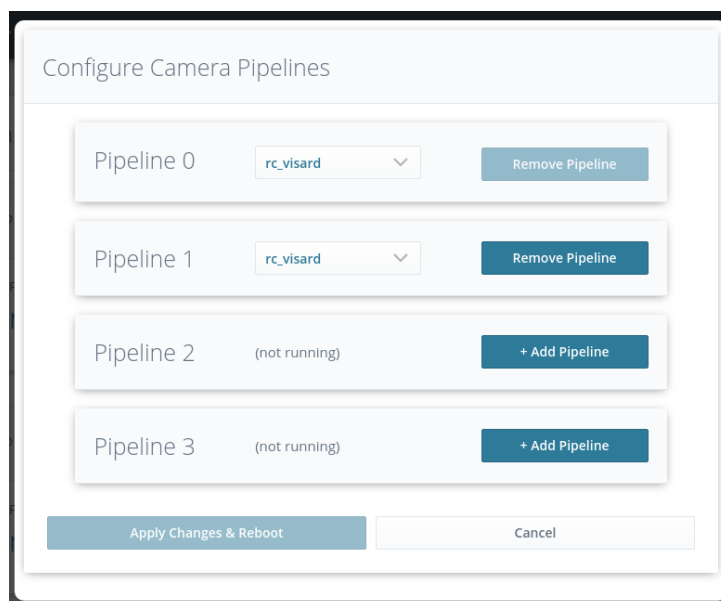 Configure Camera Pipelines
Pipeline 0 rc_visard Remove Pipeline
Pipeline 1 rc_visard Remove Pipeline
Pipeline 2 (not running) + Add Pipeline
Pipeline 3 (not running) + Add Pipeline
Apply Changes & Reboot Cancel